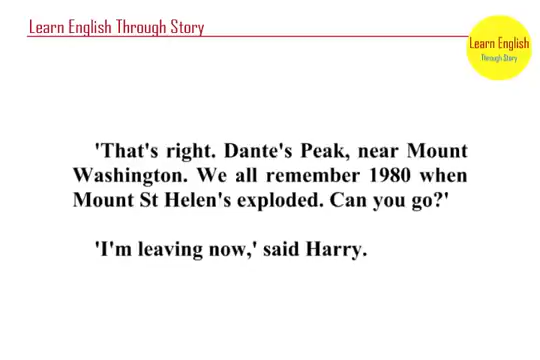 Learn English Through Story
Learn English
Through Story
'That's right. Dante's Peak, near Mount
Washington. We all remember 1980 when
Mount St Helen's exploded. Can you go?'
'I'm leaving now,' said Harry.